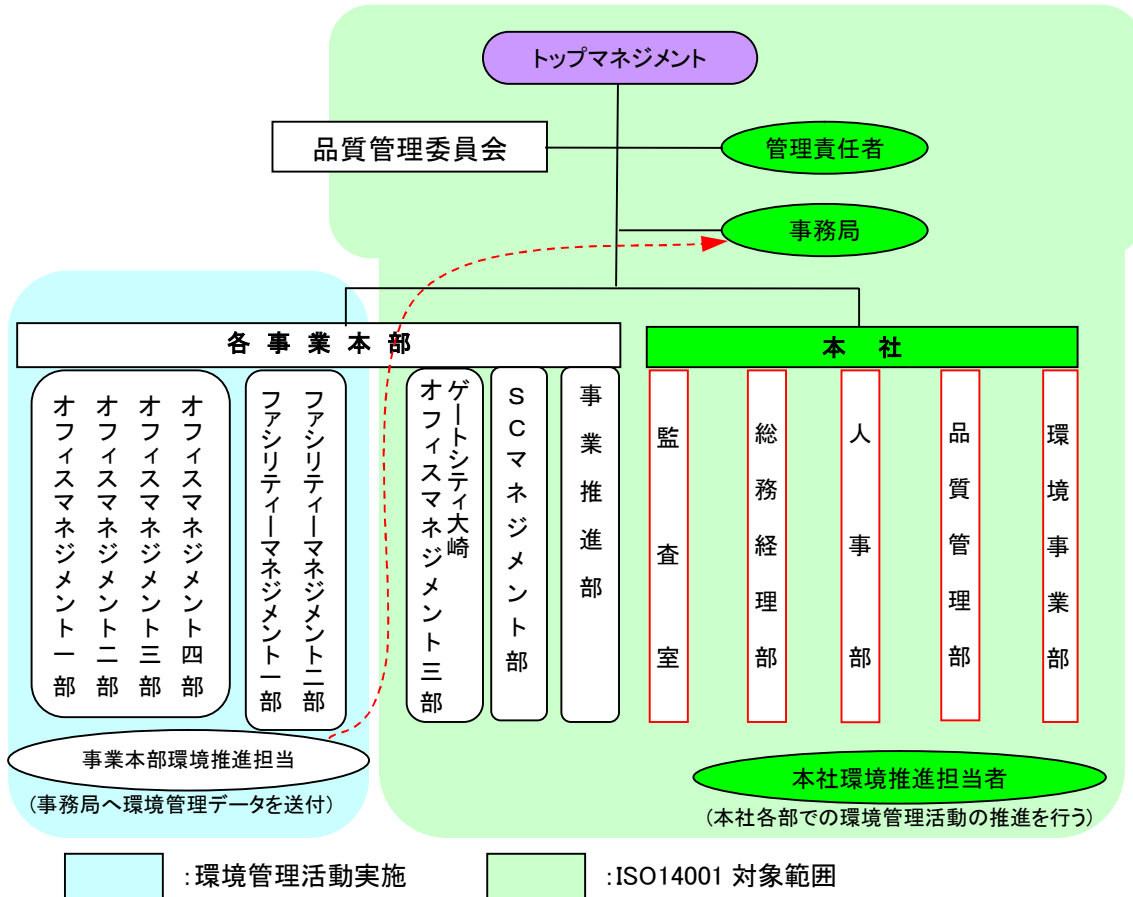 トップマネジメント
品質管理委員会
管理責任者
事務局
各事業本部
本社
オフィスマネジメント一部
オフィスマネジメント二部
オフィスマネジメント三部
オフィスマネジメント四部
ファシリティーマネジメント一部
ファシリティーマネジメント二部
ゲートシティ大崎
オフィスマネジメント三部
SCマネジメント部
事業推進部
監査室
総務経理部
人事部
品質管理部
環境事業部
事業本部環境推進担当
(事務局へ環境管理データを送付)
本社環境推進担当者
(本社各部での環境管理活動の推進を行う)
:環境管理活動実施
:ISO14001 対象範囲